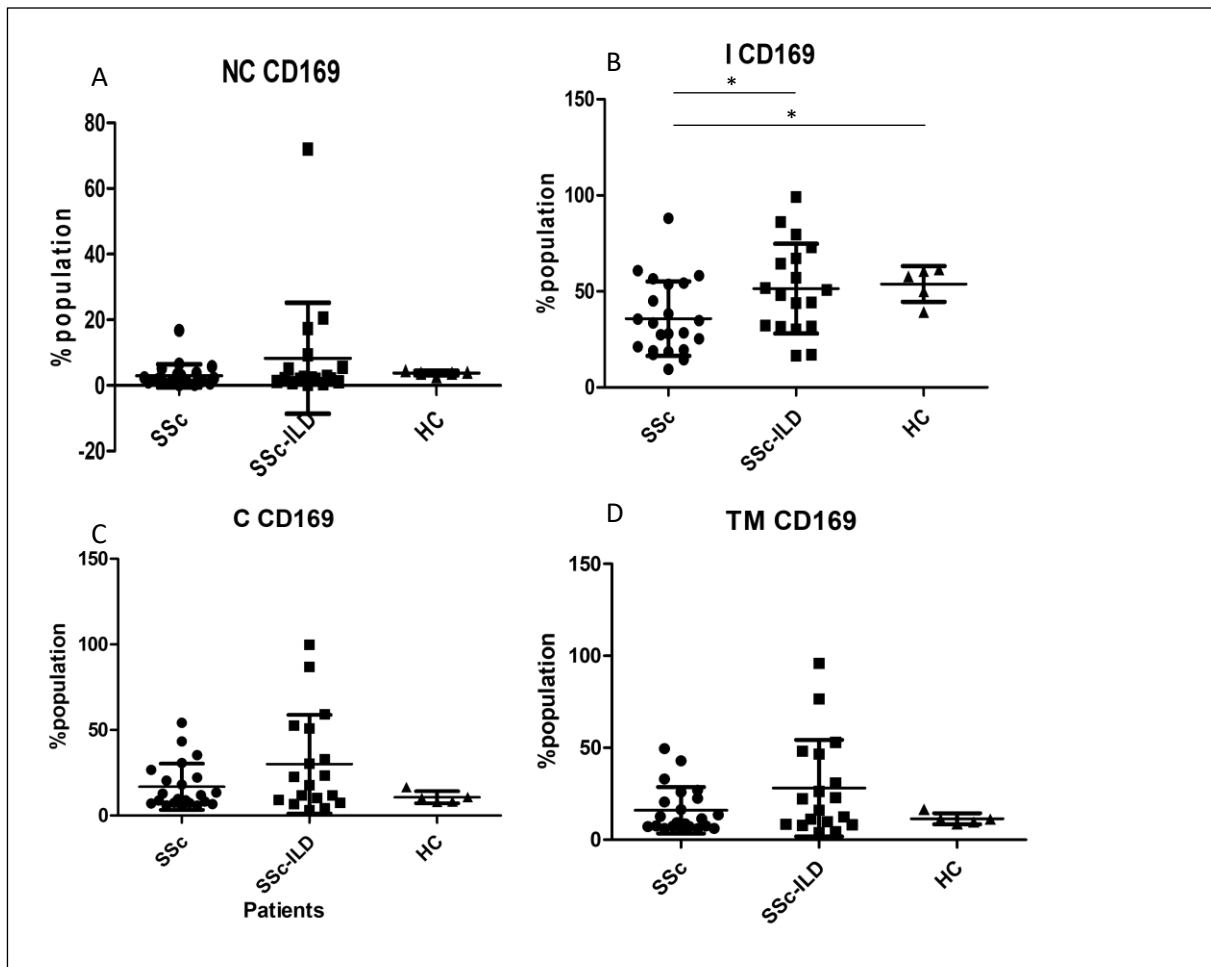 A
NC CD169
%population
80
60
40
20
0
-20
SSc
SSc-ILD
HC
B
I CD169
*
*
%population
150
100
50
0
SSc
SSc-ILD
HC
C
C CD169
%population
150
100
50
0
SSc
SSc-ILD
HC
Patients
D
TM CD169
%population
150
100
50
0
SSc
SSc-ILD
HC